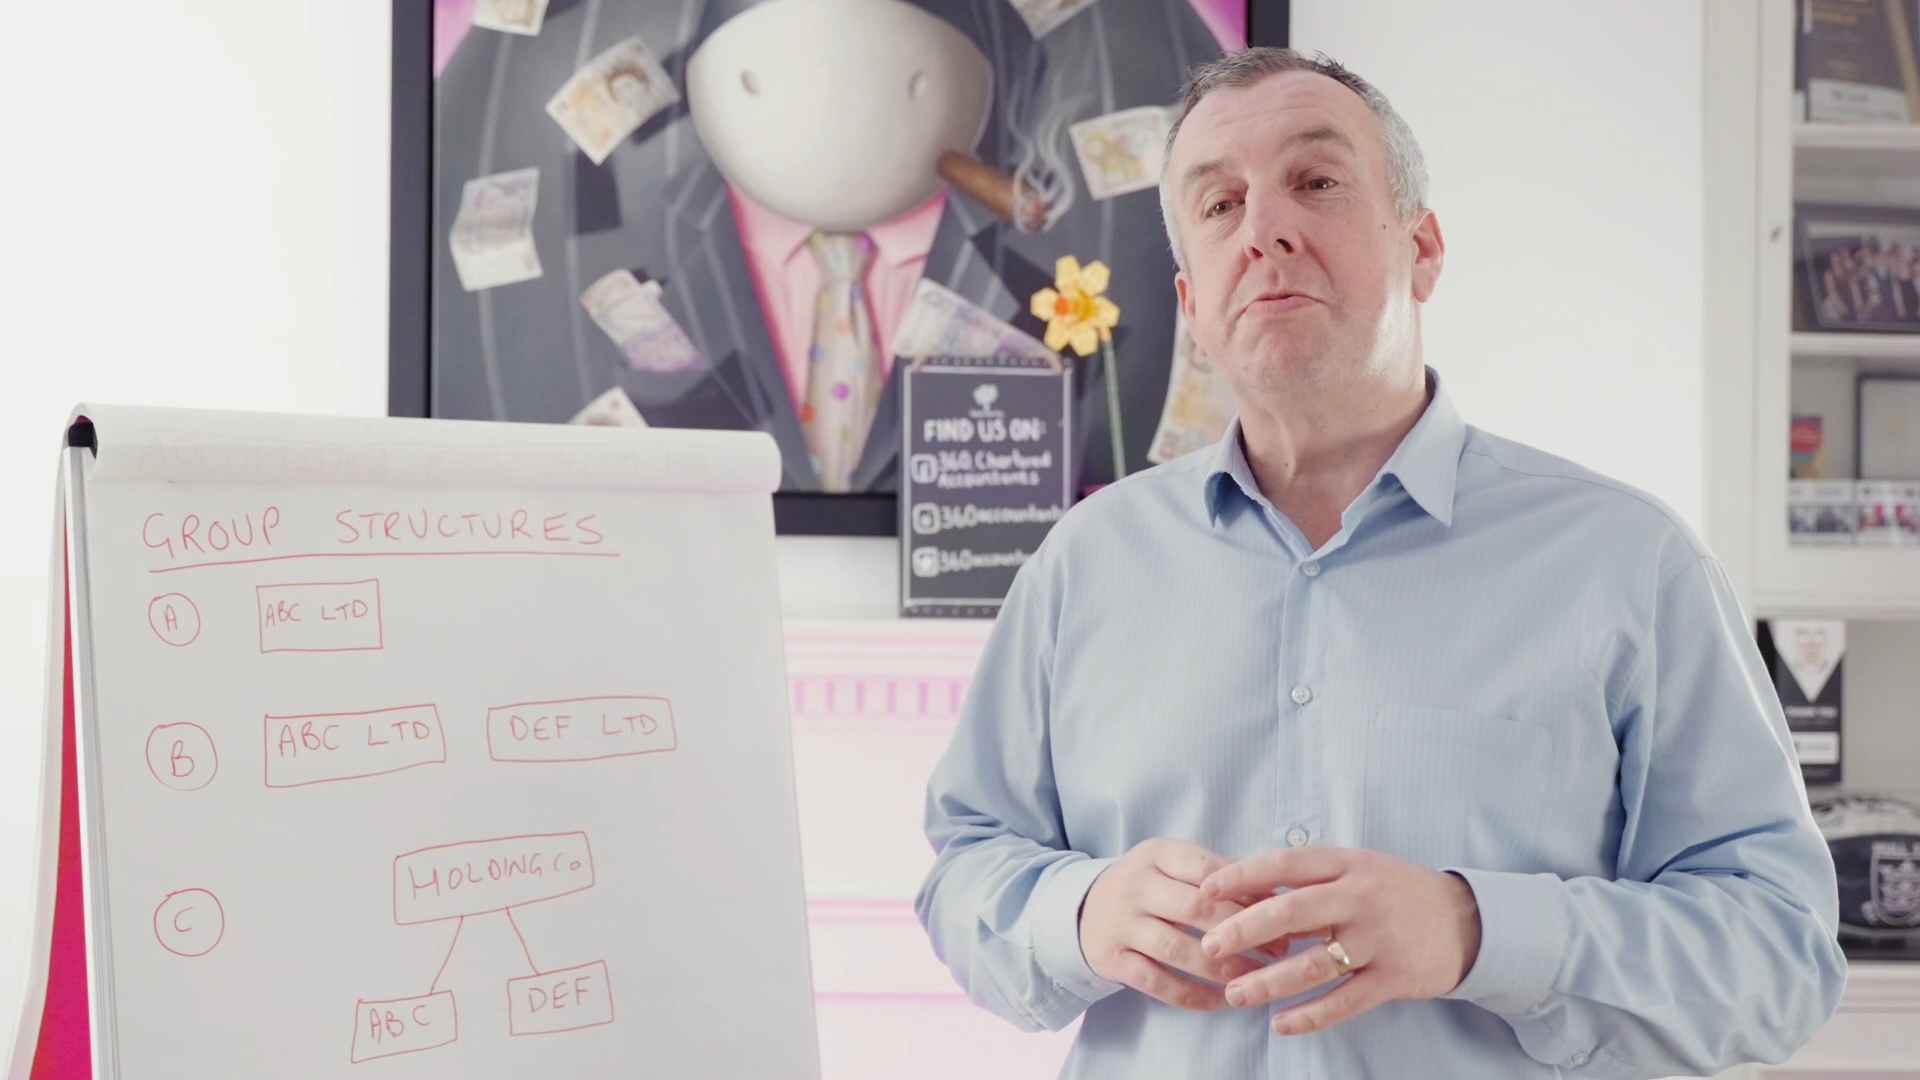 GROUP STRUCTURES
A ABC LTD
B ABC LTD DEF LTD
C HOLDING CO
ABC DEF
FIND US ON:
360 Chartered
Accountants
360accountants